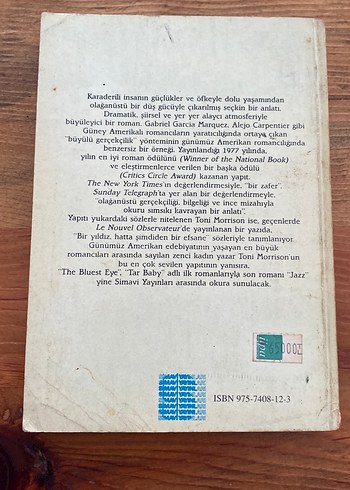 Karaderili insanın güçlükler ve öfkeyle dolu yaşamından
olağanüstü bir düş gücüyle çıkarılmış seçkin bir anlatı.
Dramatik, şiirsel ve yer yer alaycı atmosferiyle
büyüleyici bir roman. Gabriel Garcia Marquez, Alejo Carpentier gibi
Güney Amerikalı romancıların yaratıcılığında ortaya çıkan
"büyülü gerçekçilik" yönteminin günümüz Amerikan romancılığında
benzersiz bir örneği. Yayınlandığı 1977 yılında,
yılın en iyi roman ödülünü (Winner of the National Book)
ve eleştirmenlerce verilen bir başka ödülü
(Critics Circle Award) kazanan yapıt.
The New York Times'ın değerlendirmesiyle, "bir zafer".
Sunday Telegraph'ta yer alan bir değerlendirmeyle,
"olağanüstü gerçekçiliği, bilgeliği ve ince mizahıyla
okuru sımsıkı kavrayan bir anlatı".
Yapıtı yukardaki sözlerle nitelenen Toni Morrison ise, geçenlerde
Le Nouvel Observateur'de yayınlanan bir yazıda,
"Bir yıldız, hatta şimdiden bir efsane" sözleriyle tanımlamıyor.
Günümüz Amerikan edebiyatının yaşayan en büyük
romancıları arasında sayılan zenci kadın yazar Toni Morrison'un
bu en çok sevilen yapıtının yanısıra,
"The Bluest Eye", "Tar Baby" adlı ilk romanlarıyla son romanı "Jazz"
yine Simavi Yayınları arasında okura sunulacak.
65000
ISBN 975-7408-12-3